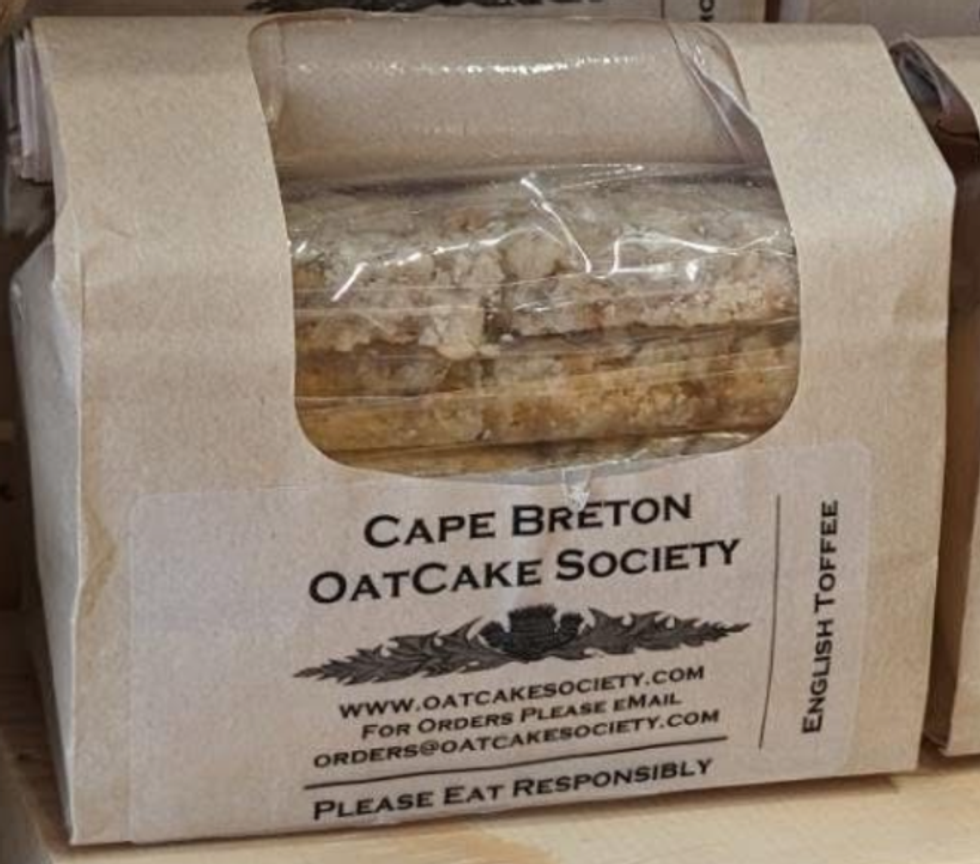 CAPE BRETON
OATCAKE SOCIETY
WWW.OATCAKESOCIETY.COM
FOR ORDERS PLEASE eMAIL
ORDERS@OATCAKESOCIETY.COM
PLEASE EAT RESPONSIBLY
ENGLISH TOFFEE